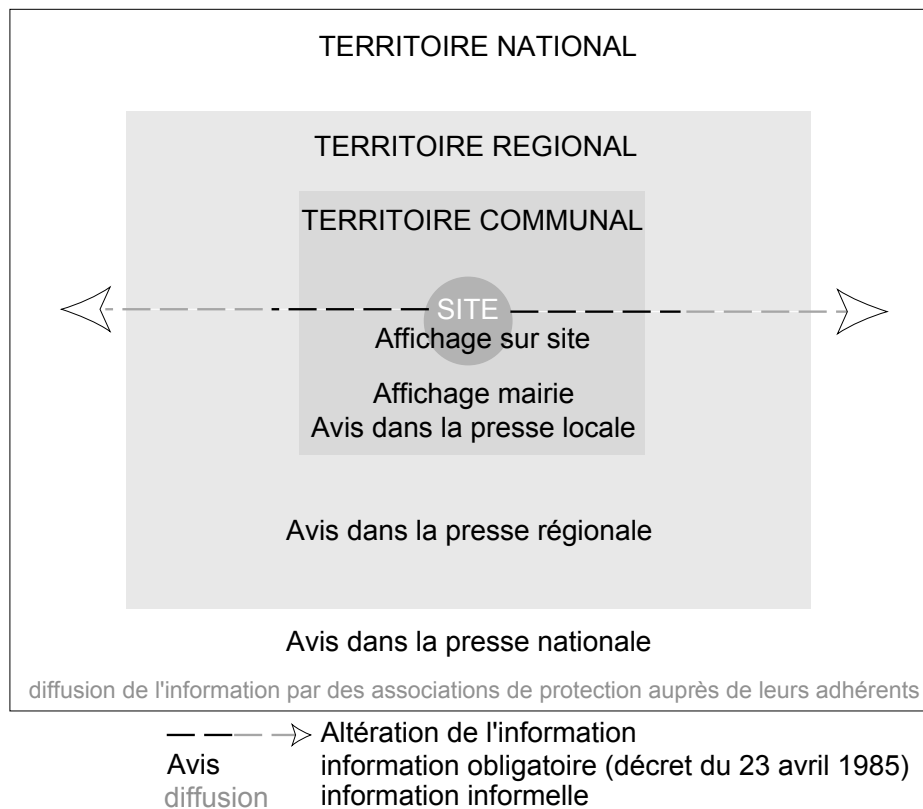 TERRITOIRE NATIONAL
TERRITOIRE REGIONAL
TERRITOIRE COMMUNAL
SITE
Affichage sur site
Affichage mairie
Avis dans la presse locale
Avis dans la presse régionale
Avis dans la presse nationale
diffusion de l'information par des associations de protection auprès de leurs adhérents
Altération de l'information
Avis information obligatoire (décret du 23 avril 1985)
diffusion information informelle